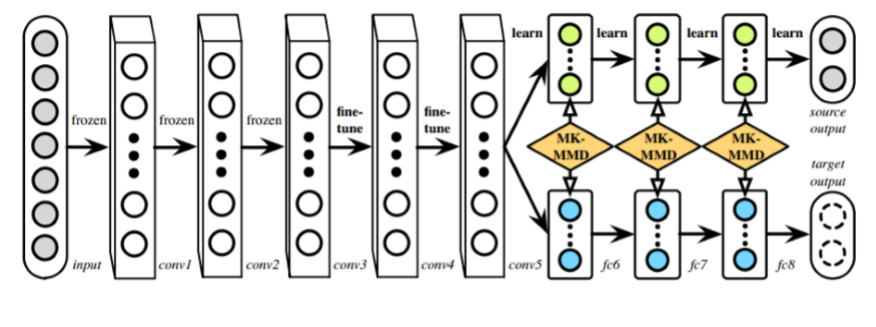 learn
learn
learn
learn
frozen
frozen
frozen
fine-
tune
fine-
tune
MK-
MMD
MK-
MMD
MK-
MMD
source
output
target
output
input
conv1
conv2
conv3
conv4
conv5
fc6
fc7
fc8